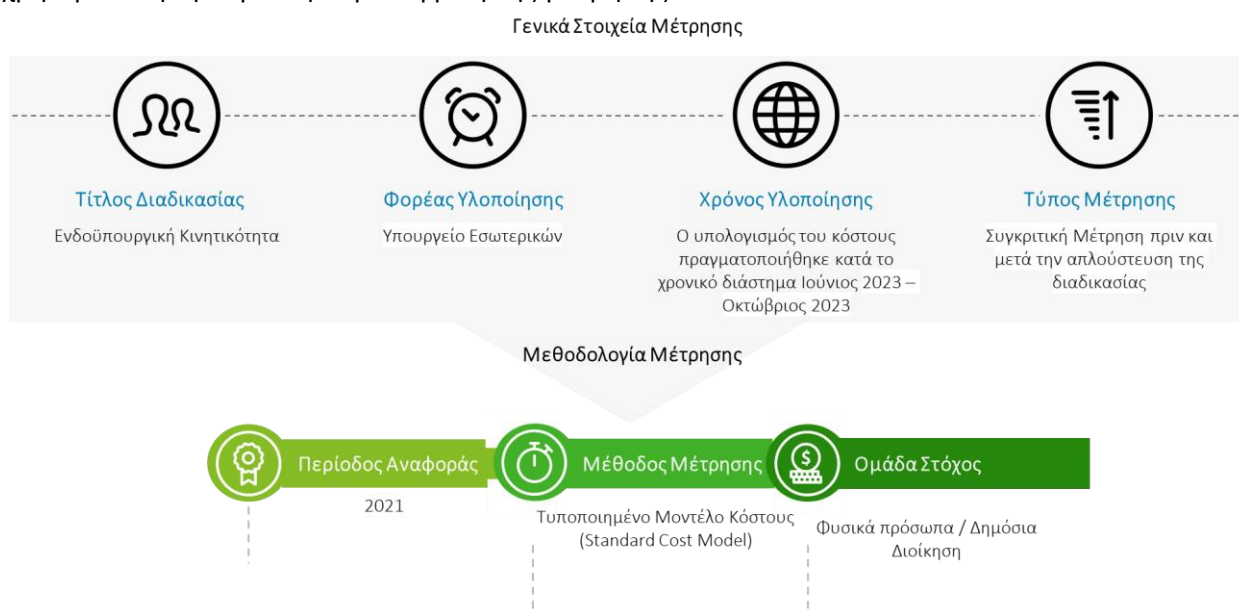 Γενικά Στοιχεία Μέτρησης
Τίτλος Διαδικασίας
Ενδοϋπουργική Κινητικότητα
Φορέας Υλοποίησης
Υπουργείο Εσωτερικών
Χρόνος Υλοποίησης
Ο υπολογισμός του κόστους
πραγματοποιήθηκε κατά το
χρονικό διάστημα Ιούνιος 2023 –
Οκτώβριος 2023
Τύπος Μέτρησης
Συγκριτική Μέτρηση πριν και
μετά την απλούστευση της
διαδικασίας
Μεθοδολογία Μέτρησης
Περίοδος Αναφοράς
2021
Μέθοδος Μέτρησης
Τυποποιημένο Μοντέλο Κόστους
(Standard Cost Model)
Ομάδα Στόχος
Φυσικά πρόσωπα / Δημόσια
Διοίκηση